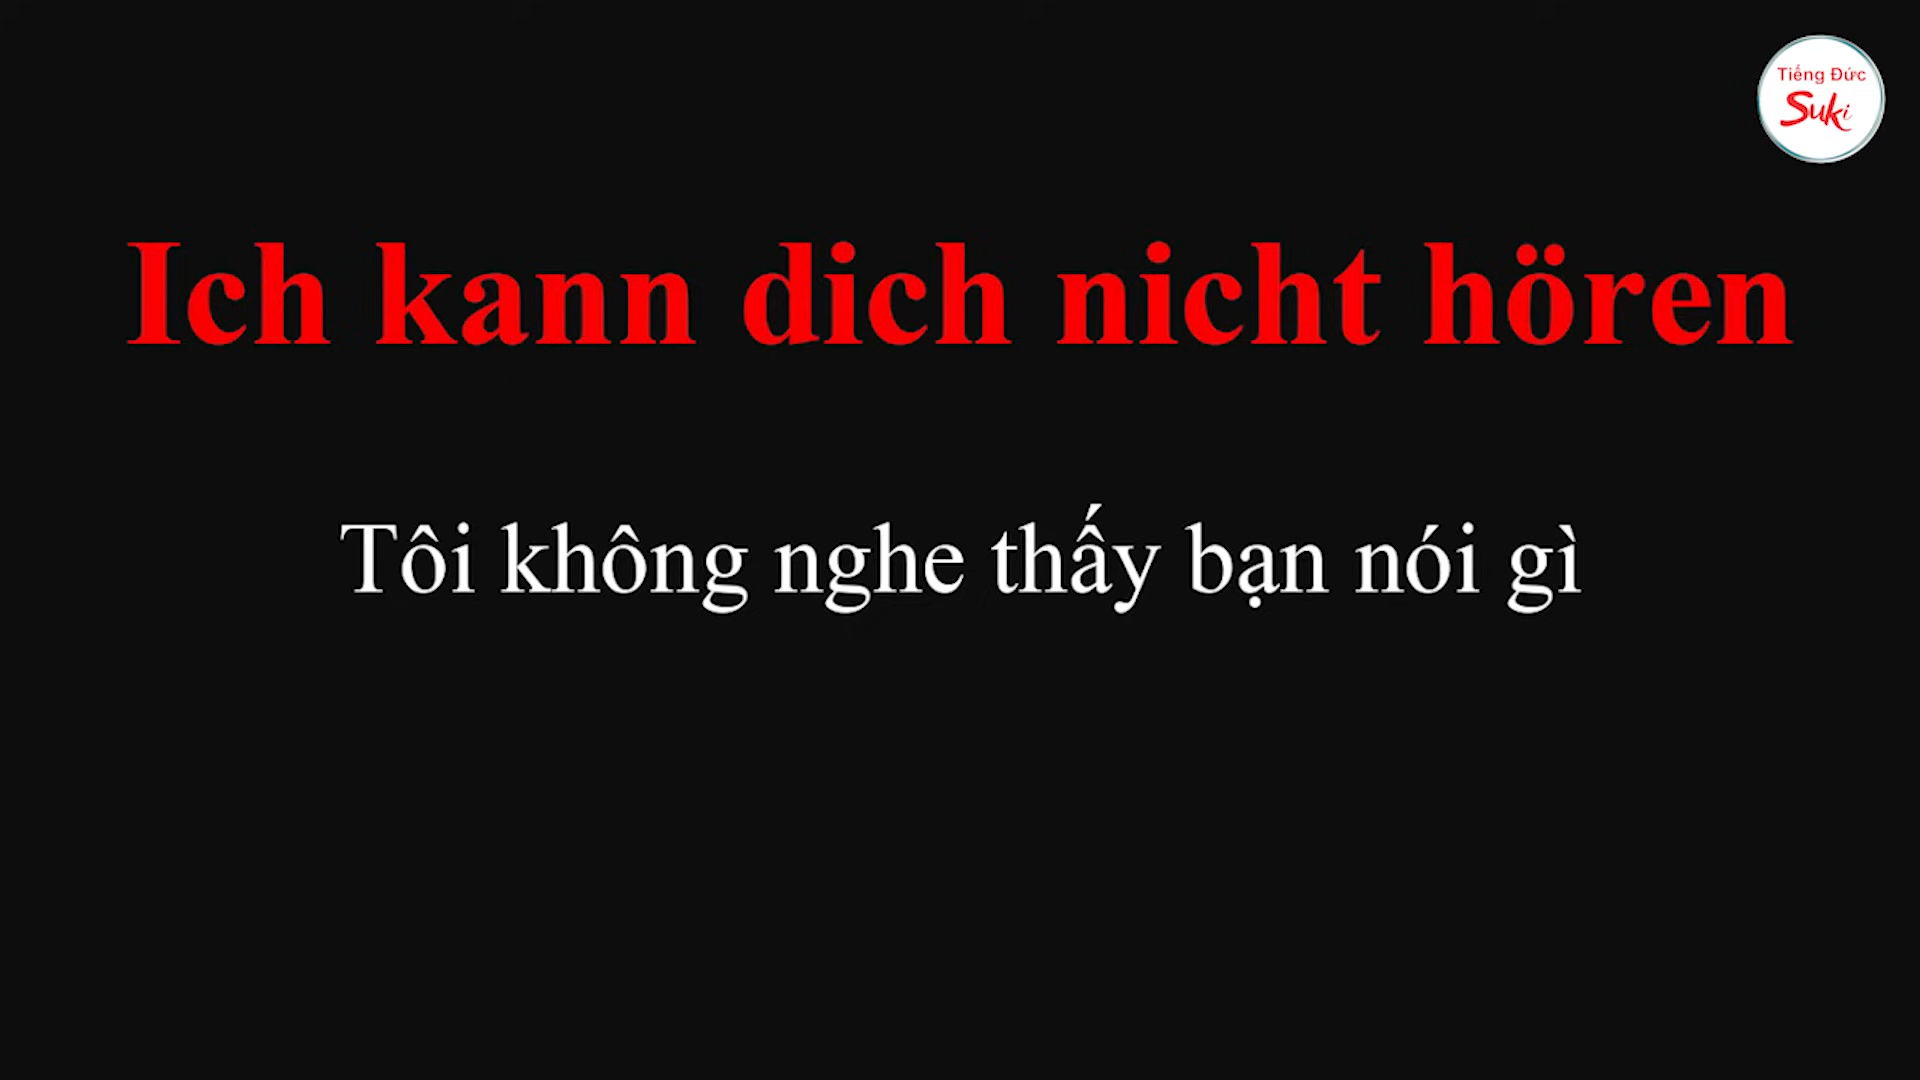 Tiếng Đức
Suki
Ich kann dich nicht hören
Tôi không nghe thấy bạn nói gì